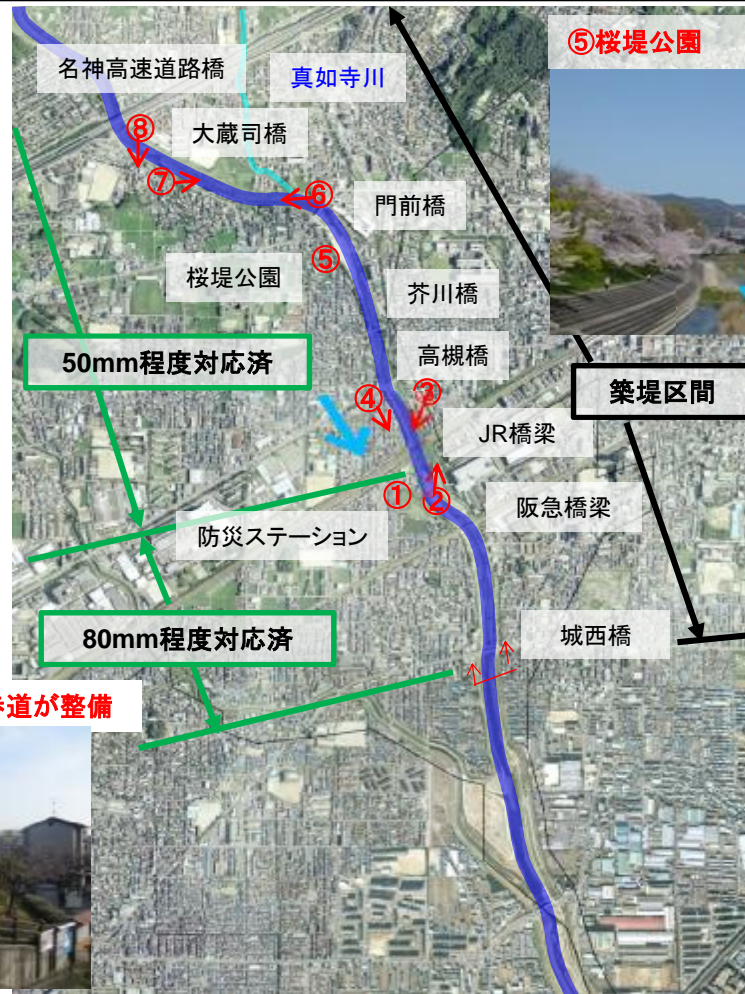 ⑤桜堤公園
名神高速道路橋
真如寺川
⑧
大蔵司橋
⑦
⑥
門前橋
⑤
桜堤公園
芥川橋
50mm程度対応済
高槻橋
④
③
築堤区間
JR橋梁
①
②
阪急橋梁
防災ステーション
80mm程度対応済
城西橋
道が整備